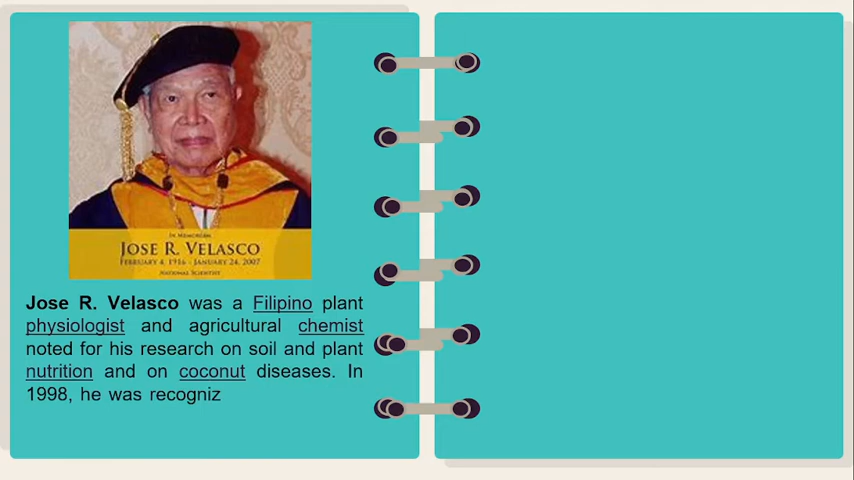 IN MEMORIAM
JOSE R. VELASCO
FEBRUARY 4, 1916 - JANUARY 24, 2007
NATIONAL SCIENTIST
Jose R. Velasco was a Filipino plant
physiologist and agricultural chemist
noted for his research on soil and plant
nutrition and on coconut diseases. In
1998, he was recogniz